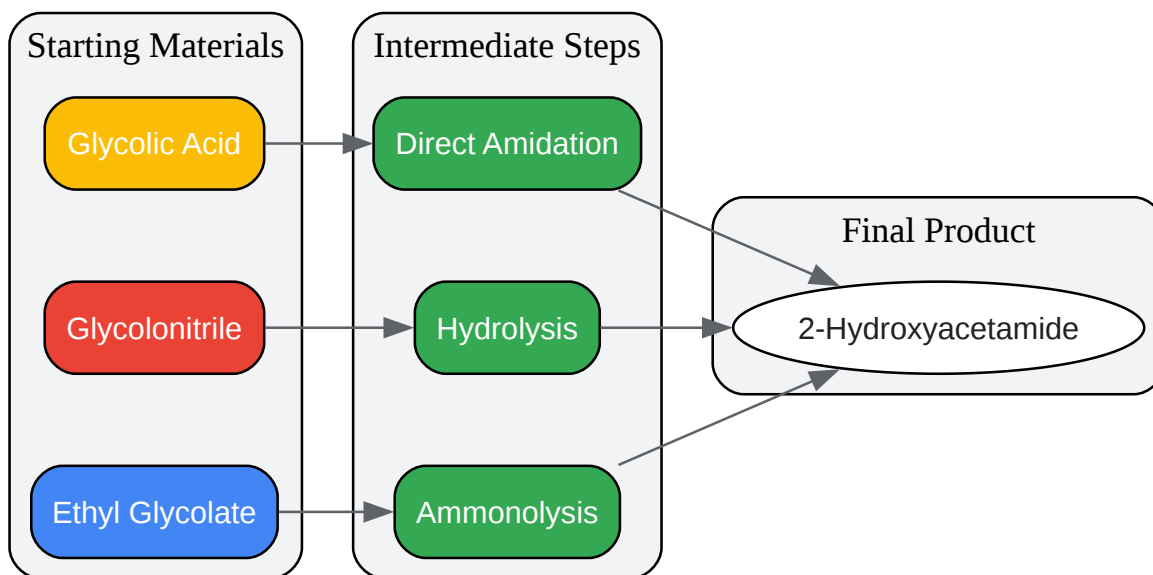 Starting Materials
Glycolic Acid
Glycolonitrile
Ethyl Glycolate
Intermediate Steps
Direct Amidation
Hydrolysis
Ammonolysis
Final Product
2-Hydroxyacetamide